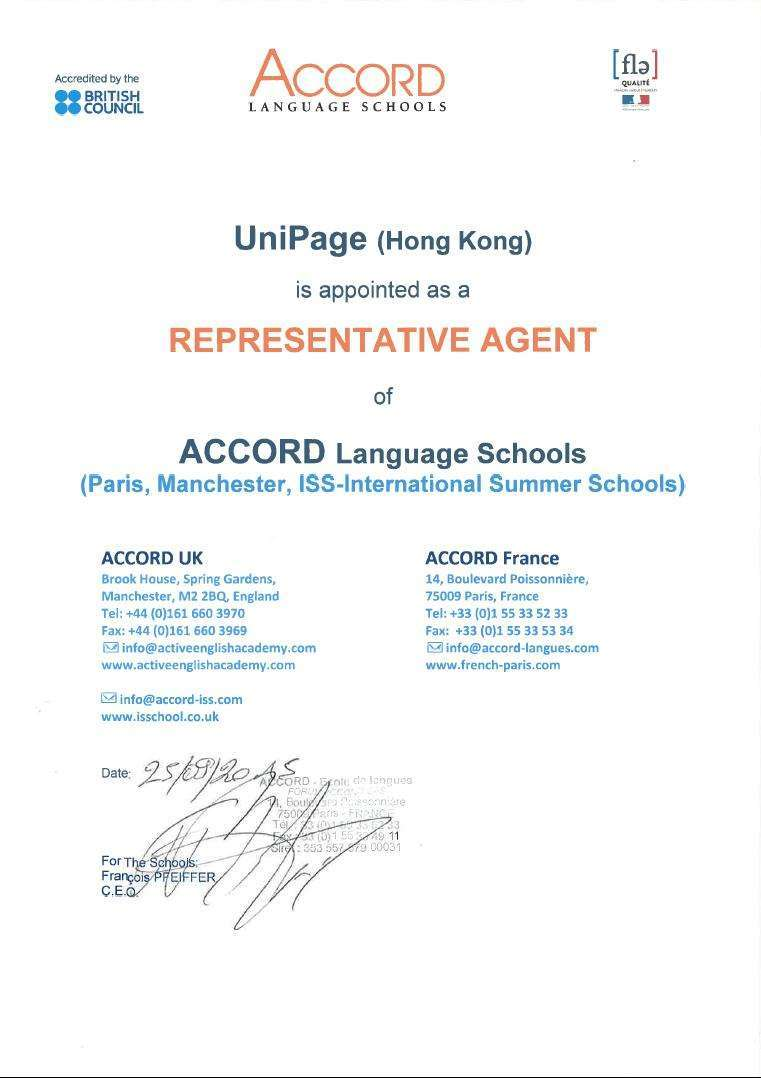 Accredited by the
BRITISH
COUNCIL
ACCORD
LANGUAGE SCHOOLS
[flə]
QUALITÉ
UniPage (Hong Kong)
is appointed as a
REPRESENTATIVE AGENT
of
ACCORD Language Schools
(Paris, Manchester, ISS-International Summer Schools)
ACCORD UK
Brook House, Spring Gardens,
Manchester, M2 2BQ, England
Tel: +44 (0)161 660 3970
Fax: +44 (0)161 660 3969
info@activeenglishacademy.com
www.activeenglishacademy.com
info@accord-iss.com
www.isschool.co.uk
ACCORD France
14, Boulevard Poissonnière,
75009 Paris, France
Tel: +33 (0)1 55 33 52 33
Fax: +33 (0)1 55 33 53 34
info@accord-langues.com
www.french-paris.com
Date: 25/08/2015
ACCORD - Ecole de langues
14, Boulevard Poissonnière
75009 Paris - FRANCE
Tél : 33 (0)1 55 33 52 33
Fax : 33 (0)1 55 33 49 11
Siret : 353 557 379 00031
For The Schools:
François PFEIFFER
C.E.O.